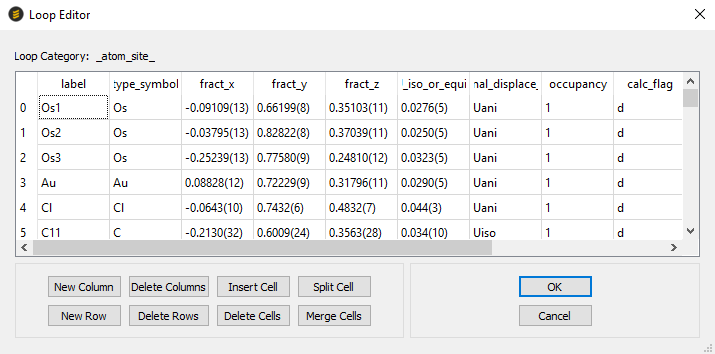 Loop Editor
Loop Category: _atom_site_
label type_symbol fract_x fract_y fract_z _iso_or_equi nal_displace_ occupancy calc_flag
0 Os1 Os -0.09109(13) 0.66199(8) 0.35103(11) 0.0276(5) Uani 1 d
1 Os2 Os -0.03795(13) 0.82822(8) 0.37039(11) 0.0250(5) Uani 1 d
2 Os3 Os -0.25239(13) 0.77580(9) 0.24810(12) 0.0323(5) Uani 1 d
3 Au Au 0.08828(12) 0.72229(9) 0.31796(11) 0.0290(5) Uani 1 d
4 Cl Cl -0.0643(10) 0.7432(6) 0.4832(7) 0.044(3) Uani 1 d
5 C11 C -0.2130(32) 0.6009(24) 0.3563(28) 0.034(10) Uiso 1 d
New Column Delete Columns Insert Cell Split Cell OK
New Row Delete Rows Delete Cells Merge Cells Cancel